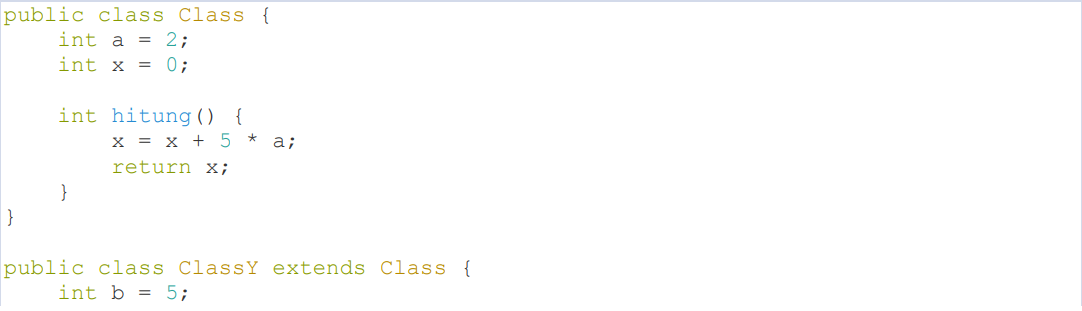 public class Class {
    int a = 2;
    int x = 0;

    int hitung() {
        x = x + 5 * a;
        return x;
    }
}

public class ClassY extends Class {
    int b = 5;